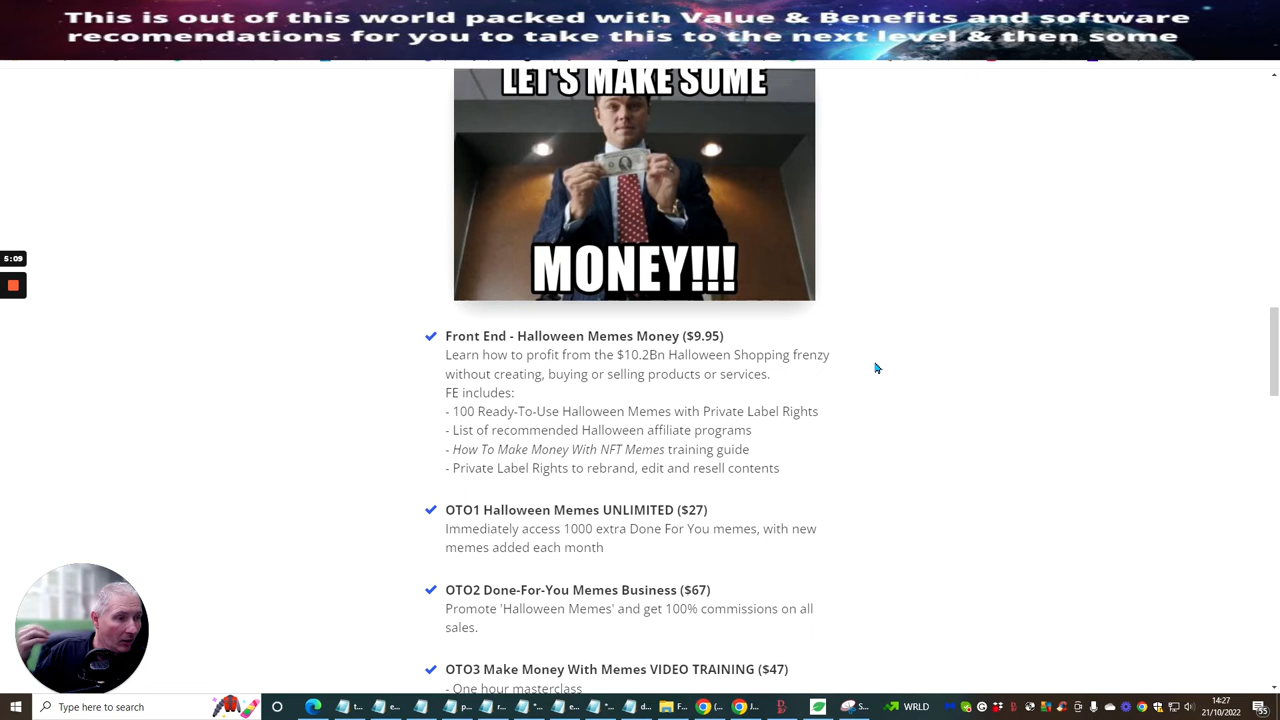 This is out of this world packed with Value & Benefits and software
recomendations for you to take this to the next level & then some
LET'S MAKE SOME
MONEY!!!
5:09
Front End - Halloween Memes Money ($9.95)
Learn how to profit from the $10.2Bn Halloween Shopping frenzy
without creating, buying or selling products or services.
FE includes:
- 100 Ready-To-Use Halloween Memes with Private Label Rights
- List of recommended Halloween affiliate programs
- How To Make Money With NFT Memes training guide
- Private Label Rights to rebrand, edit and resell contents
OTO1 Halloween Memes UNLIMITED ($27)
Immediately access 1000 extra Done For You memes, with new
memes added each month
OTO2 Done-For-You Memes Business ($67)
Promote 'Halloween Memes' and get 100% commissions on all
sales.
OTO3 Make Money With Memes VIDEO TRAINING ($47)
- One hour masterclass
Type here to search
t...
e...
p...
r...
"...
e...
"...
d...
F...
(...
J...
S...
WRLD
14:27
21/10/2022